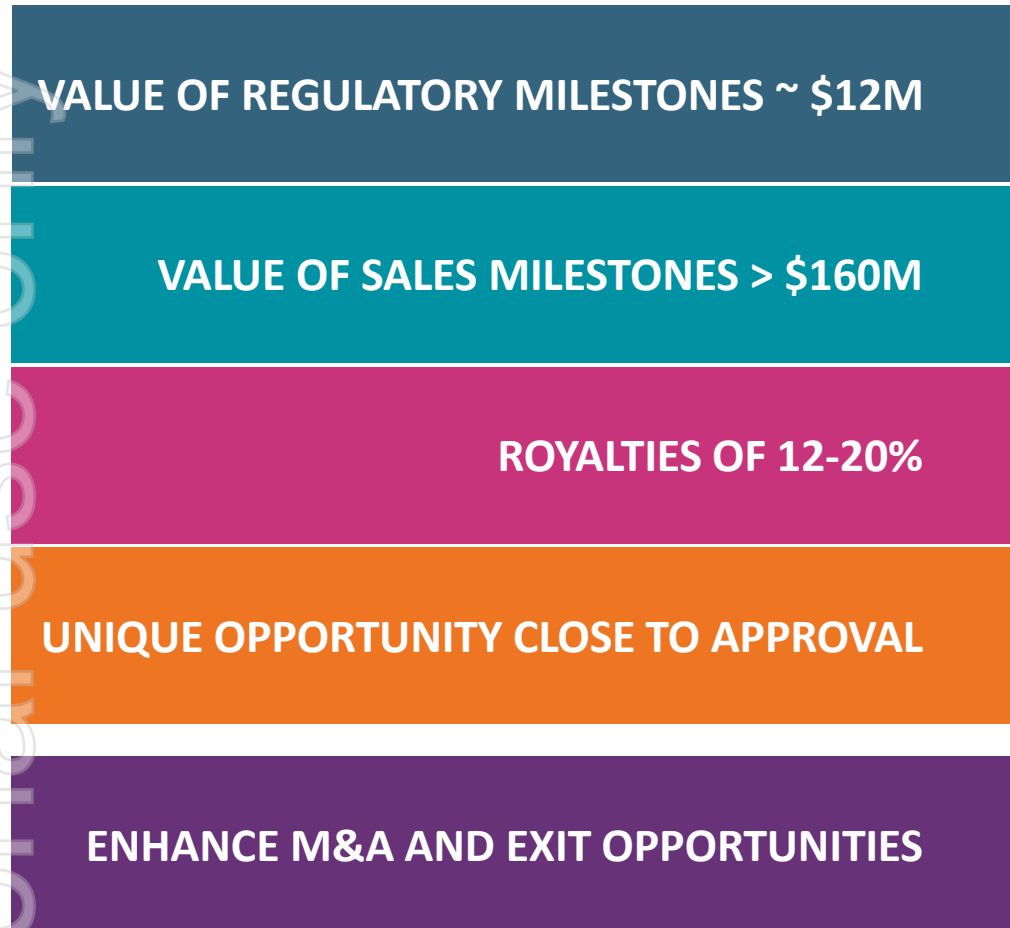 VALUE OF REGULATORY MILESTONES ~ $12M
VALUE OF SALES MILESTONES > $160M
ROYALTIES OF 12-20%
UNIQUE OPPORTUNITY CLOSE TO APPROVAL
ENHANCE M&A AND EXIT OPPORTUNITIES